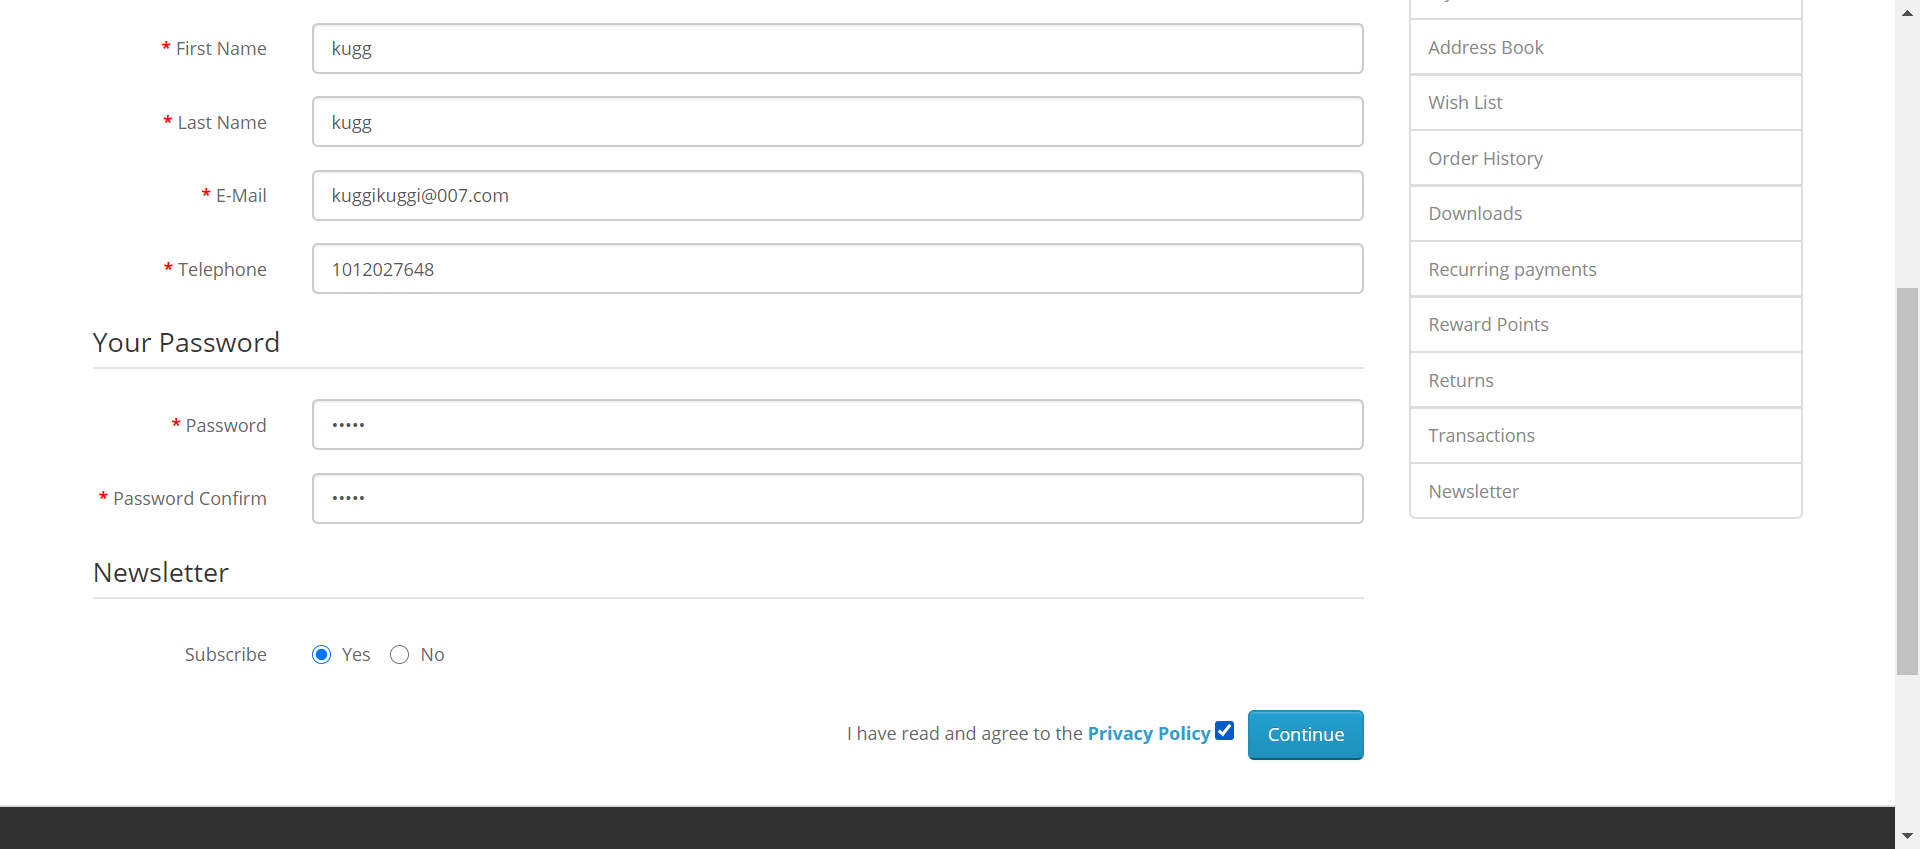 * First Name
kugg
* Last Name
kugg
* E-Mail
kuggikuggi@007.com
* Telephone
1012027648
Your Password
* Password
•••••
* Password Confirm
•••••
Newsletter
Subscribe
Yes
No
I have read and agree to the Privacy Policy
Continue
Address Book
Wish List
Order History
Downloads
Recurring payments
Reward Points
Returns
Transactions
Newsletter